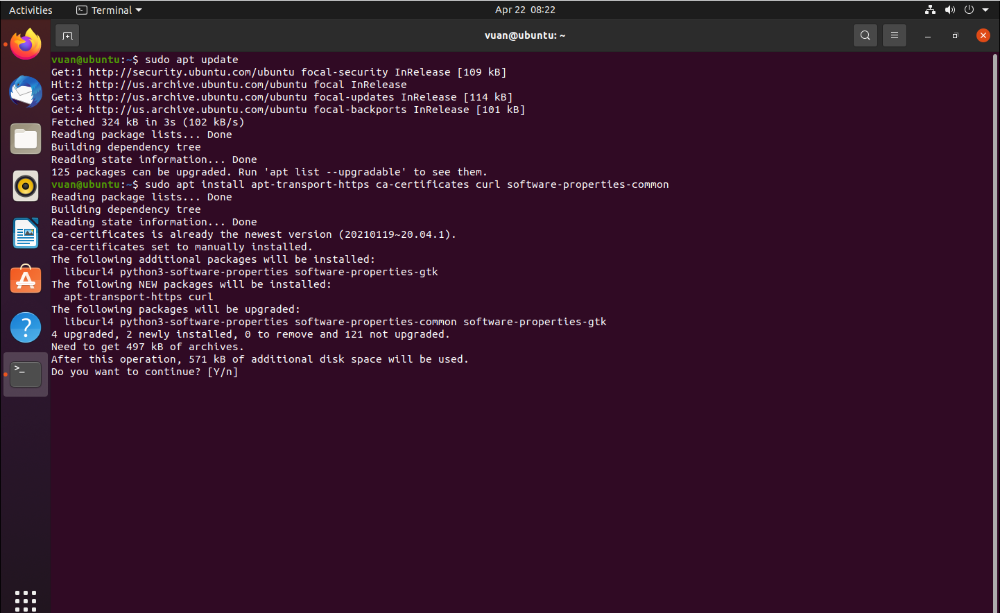 Activities
Terminal
Apr 22 08:22
vuan@ubuntu: ~
vuan@ubuntu:~$ sudo apt update
Get:1 http://security.ubuntu.com/ubuntu focal-security InRelease [109 kB]
Hit:2 http://us.archive.ubuntu.com/ubuntu focal InRelease
Get:3 http://us.archive.ubuntu.com/ubuntu focal-updates InRelease [114 kB]
Get:4 http://us.archive.ubuntu.com/ubuntu focal-backports InRelease [101 kB]
Fetched 324 kB in 3s (102 kB/s)
Reading package lists... Done
Building dependency tree
Reading state information... Done
125 packages can be upgraded. Run 'apt list --upgradable' to see them.
vuan@ubuntu:~$ sudo apt install apt-transport-https ca-certificates curl software-properties-common
Reading package lists... Done
Building dependency tree
Reading state information... Done
ca-certificates is already the newest version (20210119~20.04.1).
ca-certificates set to manually installed.
The following additional packages will be installed:
  libcurl4 python3-software-properties software-properties-gtk
The following NEW packages will be installed:
  apt-transport-https curl
The following packages will be upgraded:
  libcurl4 python3-software-properties software-properties-common software-properties-gtk
4 upgraded, 2 newly installed, 0 to remove and 121 not upgraded.
Need to get 497 kB of archives.
After this operation, 571 kB of additional disk space will be used.
Do you want to continue? [Y/n]